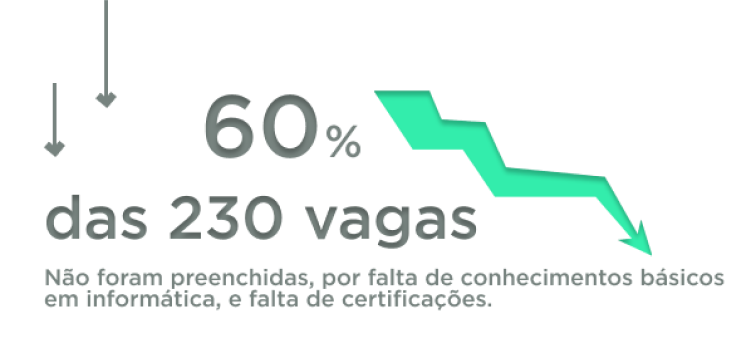 60%
das 230 vagas
Não foram preenchidas, por falta de conhecimentos básicos
em informática, e falta de certificações.